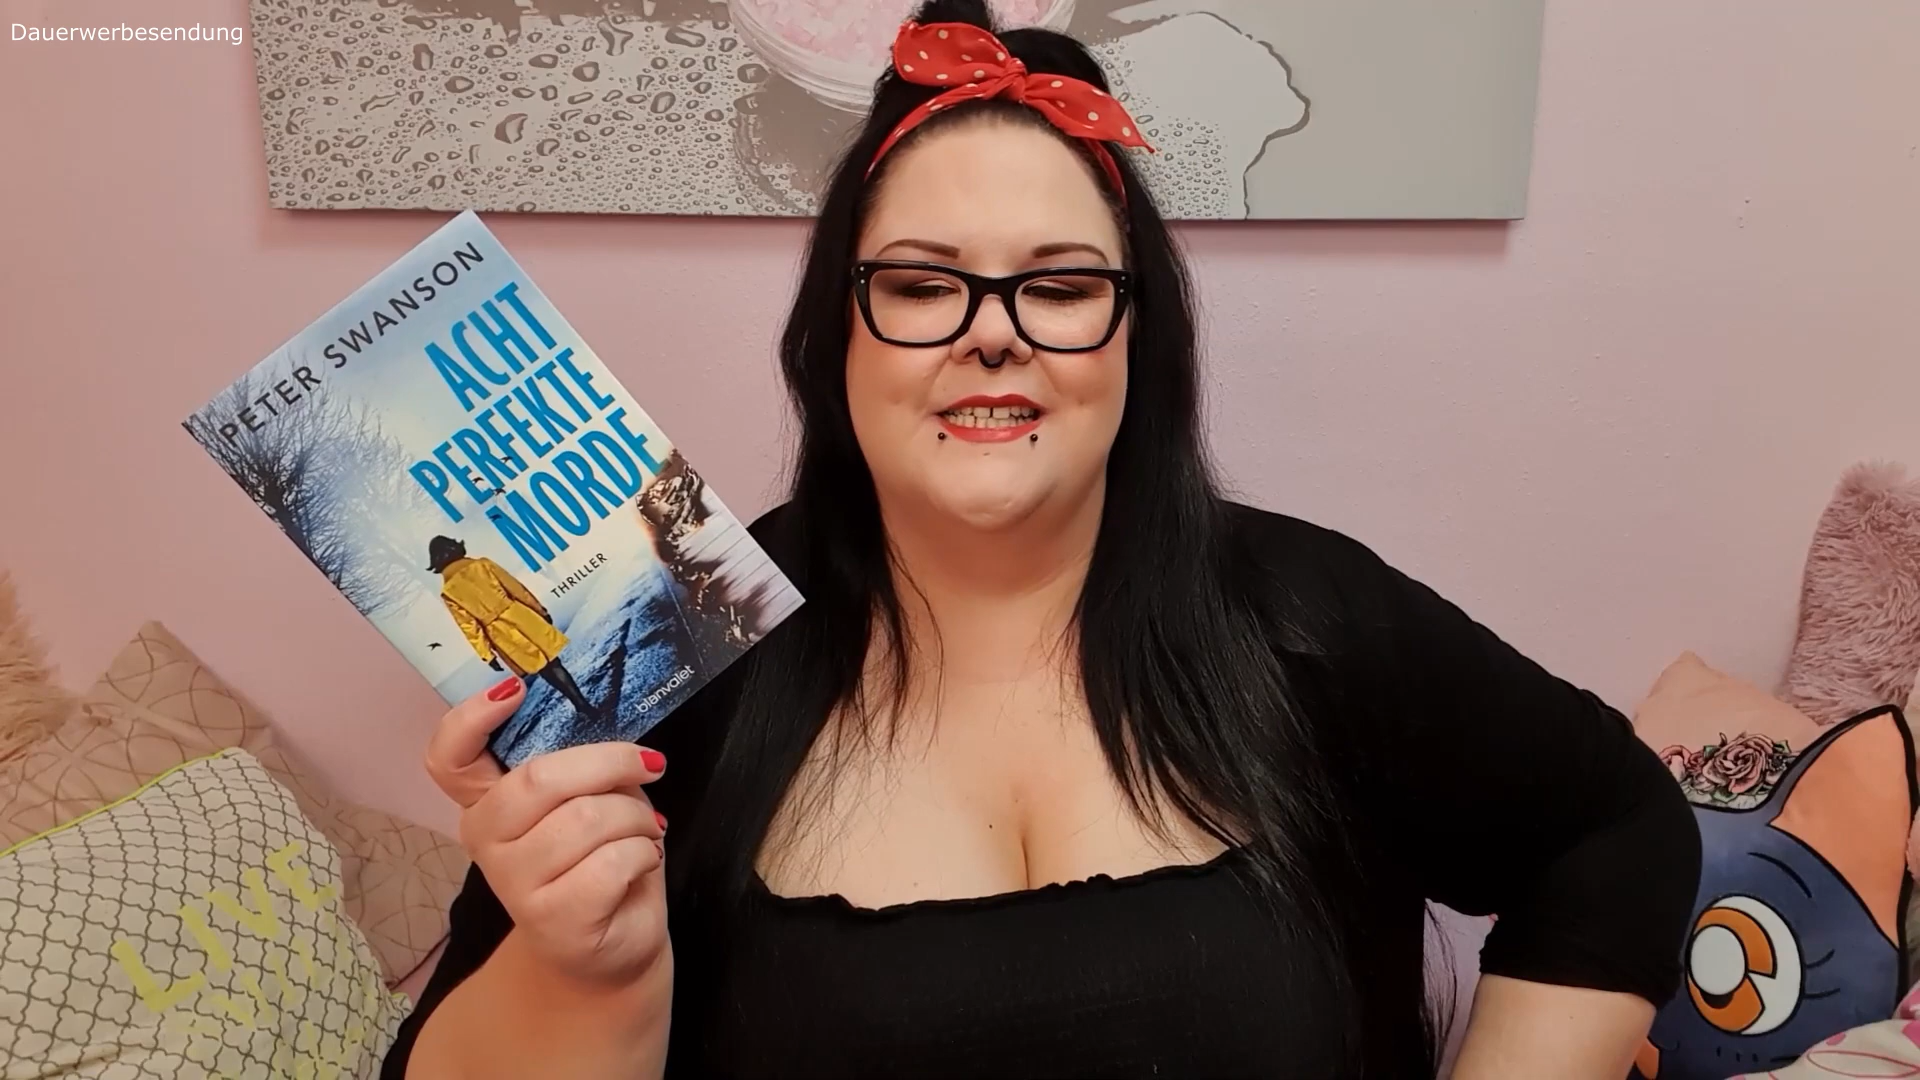 Dauerwerbesendung
PETER SWANSON
ACHT
PERFEKTE
MORDE
THRILLER
blanvalet
LIVE